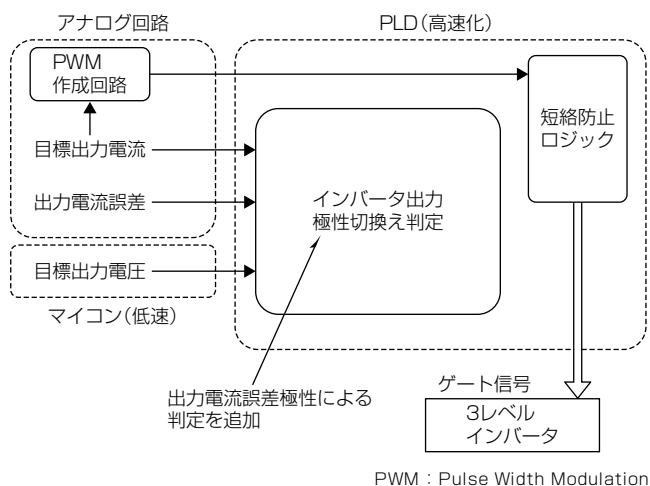 アナログ回路
PLD(高速化)
PWM
作成回路
短絡防止
ロジック
目標出力電流
出力電流誤差
インバータ出力
極性切換え判定
目標出力電圧
マイコン(低速)
出力電流誤差極性による
判定を追加
ゲート信号
3レベル
インバータ
PWM:Pulse Width Modulation